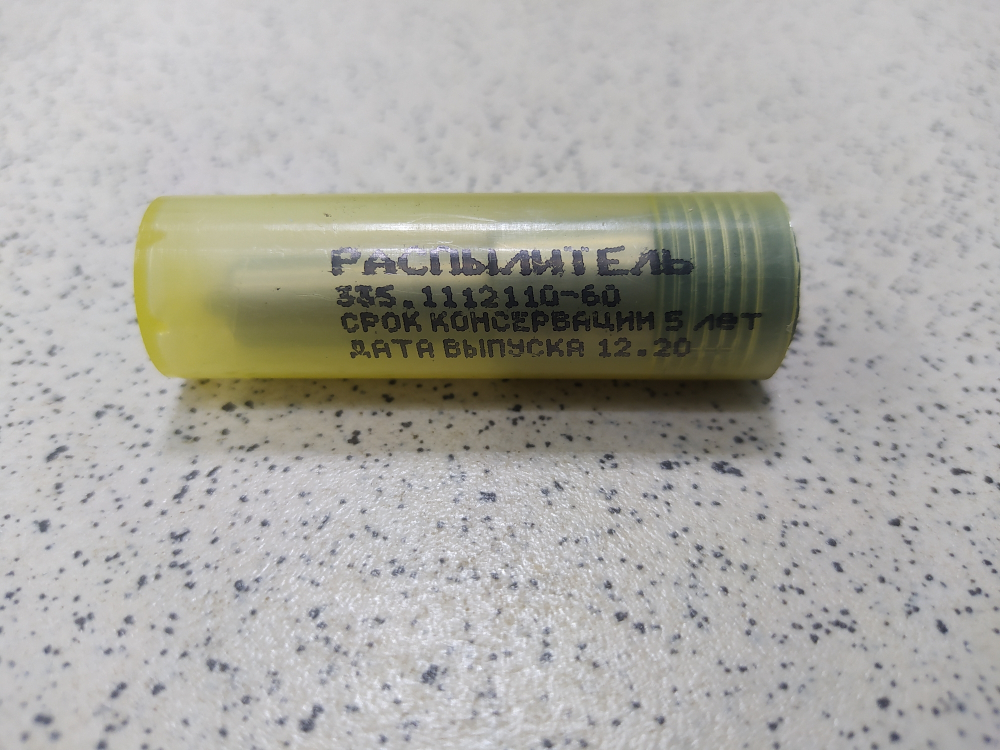 РАСПЫЛИТЕЛЬ
335.1112110-60
СРОК КОНСЕРВАЦИИ 5 лет
ДАТА ВЫПУСКА 12.20